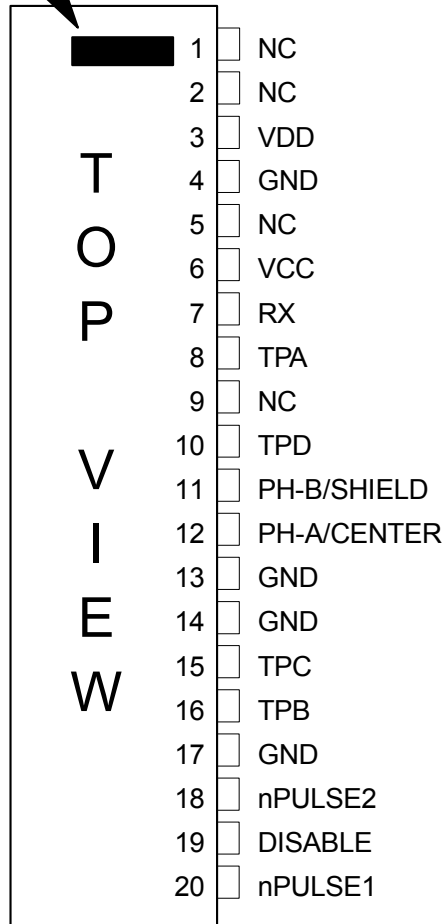 TOP VIEW
1 NC
2 NC
3 VDD
4 GND
5 NC
6 VCC
7 RX
8 TPA
9 NC
10 TPD
11 PH-B/SHIELD
12 PH-A/CENTER
13 GND
14 GND
15 TPC
16 TPB
17 GND
18 nPULSE2
19 DISABLE
20 nPULSE1